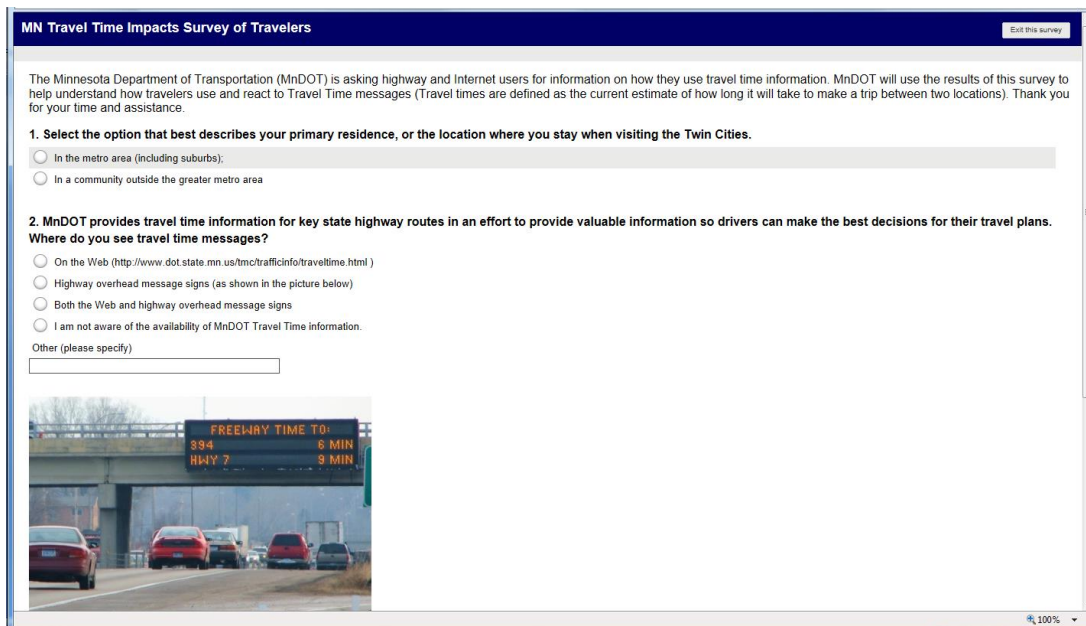 MN Travel Time Impacts Survey of Travelers
Exit this survey
The Minnesota Department of Transportation (MnDOT) is asking highway and Internet users for information on how they use travel time information. MnDOT will use the results of this survey to
help understand how travelers use and react to Travel Time messages (Travel times are defined as the current estimate of how long it will take to make a trip between two locations). Thank you
for your time and assistance.
1. Select the option that best describes your primary residence, or the location where you stay when visiting the Twin Cities.
In the metro area (including suburbs);
In a community outside the greater metro area
2. MnDOT provides travel time information for key state highway routes in an effort to provide valuable information so drivers can make the best decisions for their travel plans.
Where do you see travel time messages?
On the Web (http://www.dot.state.mn.us/tmc/trafficinfo/traveltime.html )
Highway overhead message signs (as shown in the picture below)
Both the Web and highway overhead message signs
I am not aware of the availability of MnDOT Travel Time information.
Other (please specify)
FREEWAY TIME TO:
394 6 MIN
HWY 7 9 MIN
100%